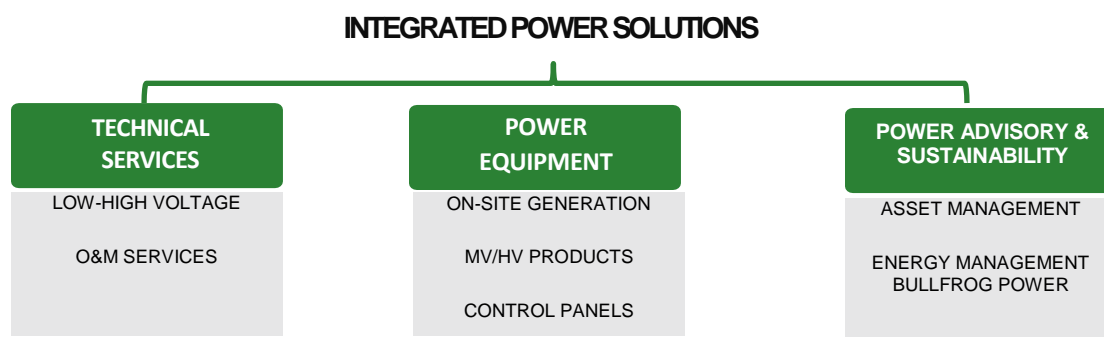 INTEGRATED POWER SOLUTIONS
TECHNICAL
SERVICES
LOW-HIGH VOLTAGE
O&M SERVICES
POWER
EQUIPMENT
ON-SITE GENERATION
MV/HV PRODUCTS
CONTROL PANELS
POWER ADVISORY &
SUSTAINABILITY
ASSET MANAGEMENT
ENERGY MANAGEMENT
BULLFROG POWER